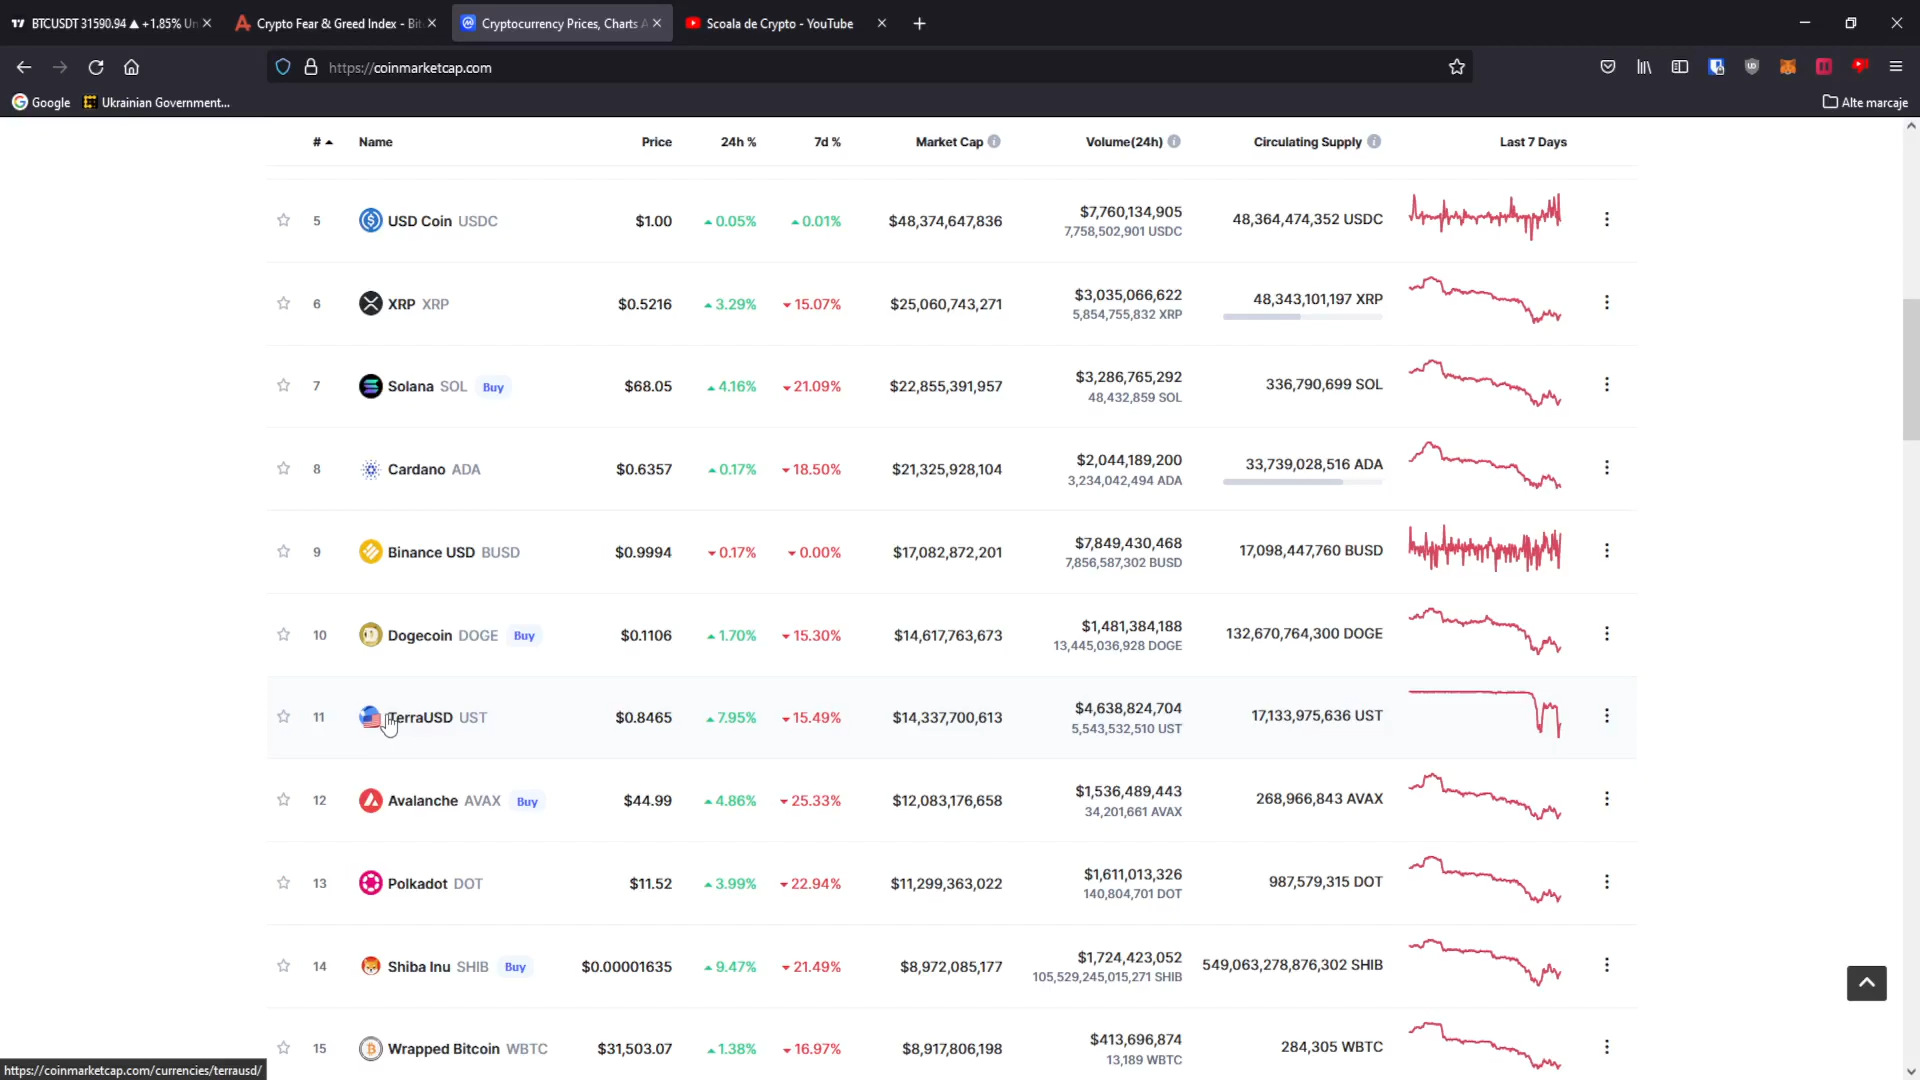 BTCUSDT 31590.94 ▲ +1.85% Un
Crypto Fear & Greed Index - Bit
Cryptocurrency Prices, Charts A
Scoala de Crypto - YouTube
https://coinmarketcap.com
Google
Ukrainian Government...
Alte marcaje
# Name Price 24h % 7d % Market Cap Volume(24h) Circulating Supply Last 7 Days
5 USD Coin USDC $1.00 0.05% 0.01% $48,374,647,836 $7,760,134,905 48,364,474,352 USDC
7,758,502,901 USDC
6 XRP XRP $0.5216 3.29% 15.07% $25,060,743,271 $3,035,066,622 48,343,101,197 XRP
5,854,755,832 XRP
7 Solana SOL Buy $68.05 4.16% 21.09% $22,855,391,957 $3,286,765,292 336,790,699 SOL
48,432,859 SOL
8 Cardano ADA $0.6357 0.17% 18.50% $21,325,928,104 $2,044,189,200 33,739,028,516 ADA
3,234,042,494 ADA
9 Binance USD BUSD $0.9994 0.17% 0.00% $17,082,872,201 $7,849,430,468 17,098,447,760 BUSD
7,856,587,302 BUSD
10 Dogecoin DOGE Buy $0.1106 1.70% 15.30% $14,617,763,673 $1,481,384,188 132,670,764,300 DOGE
13,445,036,928 DOGE
11 TerraUSD UST $0.8465 7.95% 15.49% $14,337,700,613 $4,638,824,704 17,133,975,636 UST
5,543,532,510 UST
12 Avalanche AVAX Buy $44.99 4.86% 25.33% $12,083,176,658 $1,536,489,443 268,966,843 AVAX
34,201,661 AVAX
13 Polkadot DOT $11.52 3.99% 22.94% $11,299,363,022 $1,611,013,326 987,579,315 DOT
140,804,701 DOT
14 Shiba Inu SHIB Buy $0.00001635 9.47% 21.49% $8,972,085,177 $1,724,423,052 549,063,278,876,302 SHIB
105,529,245,015,271 SHIB
15 Wrapped Bitcoin WBTC $31,503.07 1.38% 16.97% $8,917,806,198 $413,696,874 284,305 WBTC
13,189 WBTC
https://coinmarketcap.com/currencies/terrausd/